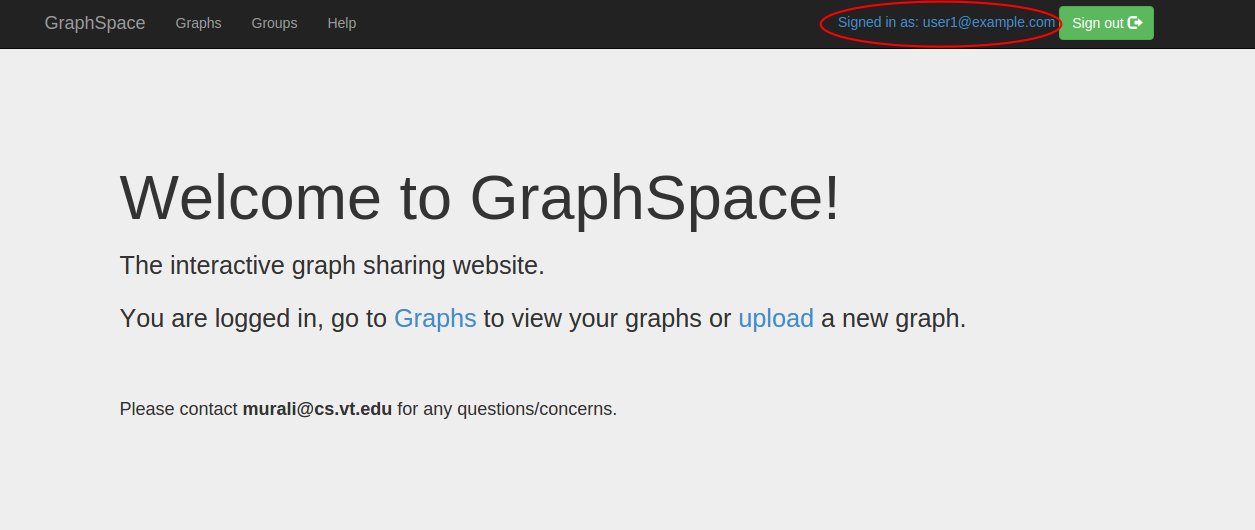 GraphSpace Graphs Groups Help Signed in as: user1@example.com Sign out
Welcome to GraphSpace!
The interactive graph sharing website.
You are logged in, go to Graphs to view your graphs or upload a new graph.
Please contact murali@cs.vt.edu for any questions/concerns.